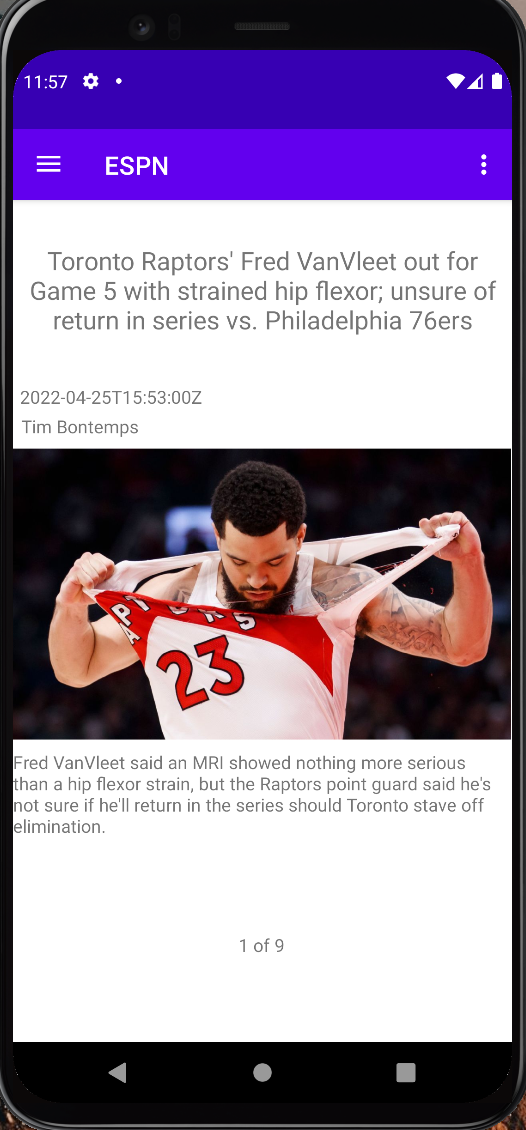 11:57
ESPN
Toronto Raptors' Fred VanVleet out for
Game 5 with strained hip flexor; unsure of
return in series vs. Philadelphia 76ers
2022-04-25T15:53:00Z
Tim Bontemps
23
Fred VanVleet said an MRI showed nothing more serious
than a hip flexor strain, but the Raptors point guard said he's
not sure if he'll return in the series should Toronto stave off
elimination.
1 of 9